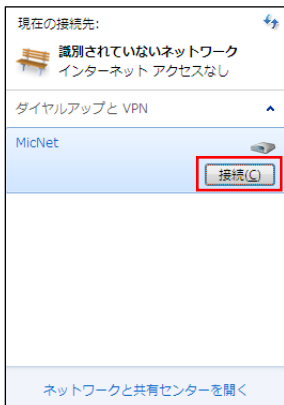 現在の接続先:
識別されていないネットワーク
インターネット アクセスなし
ダイヤルアップと VPN
MicNet
接続(C)
ネットワークと共有センターを開く